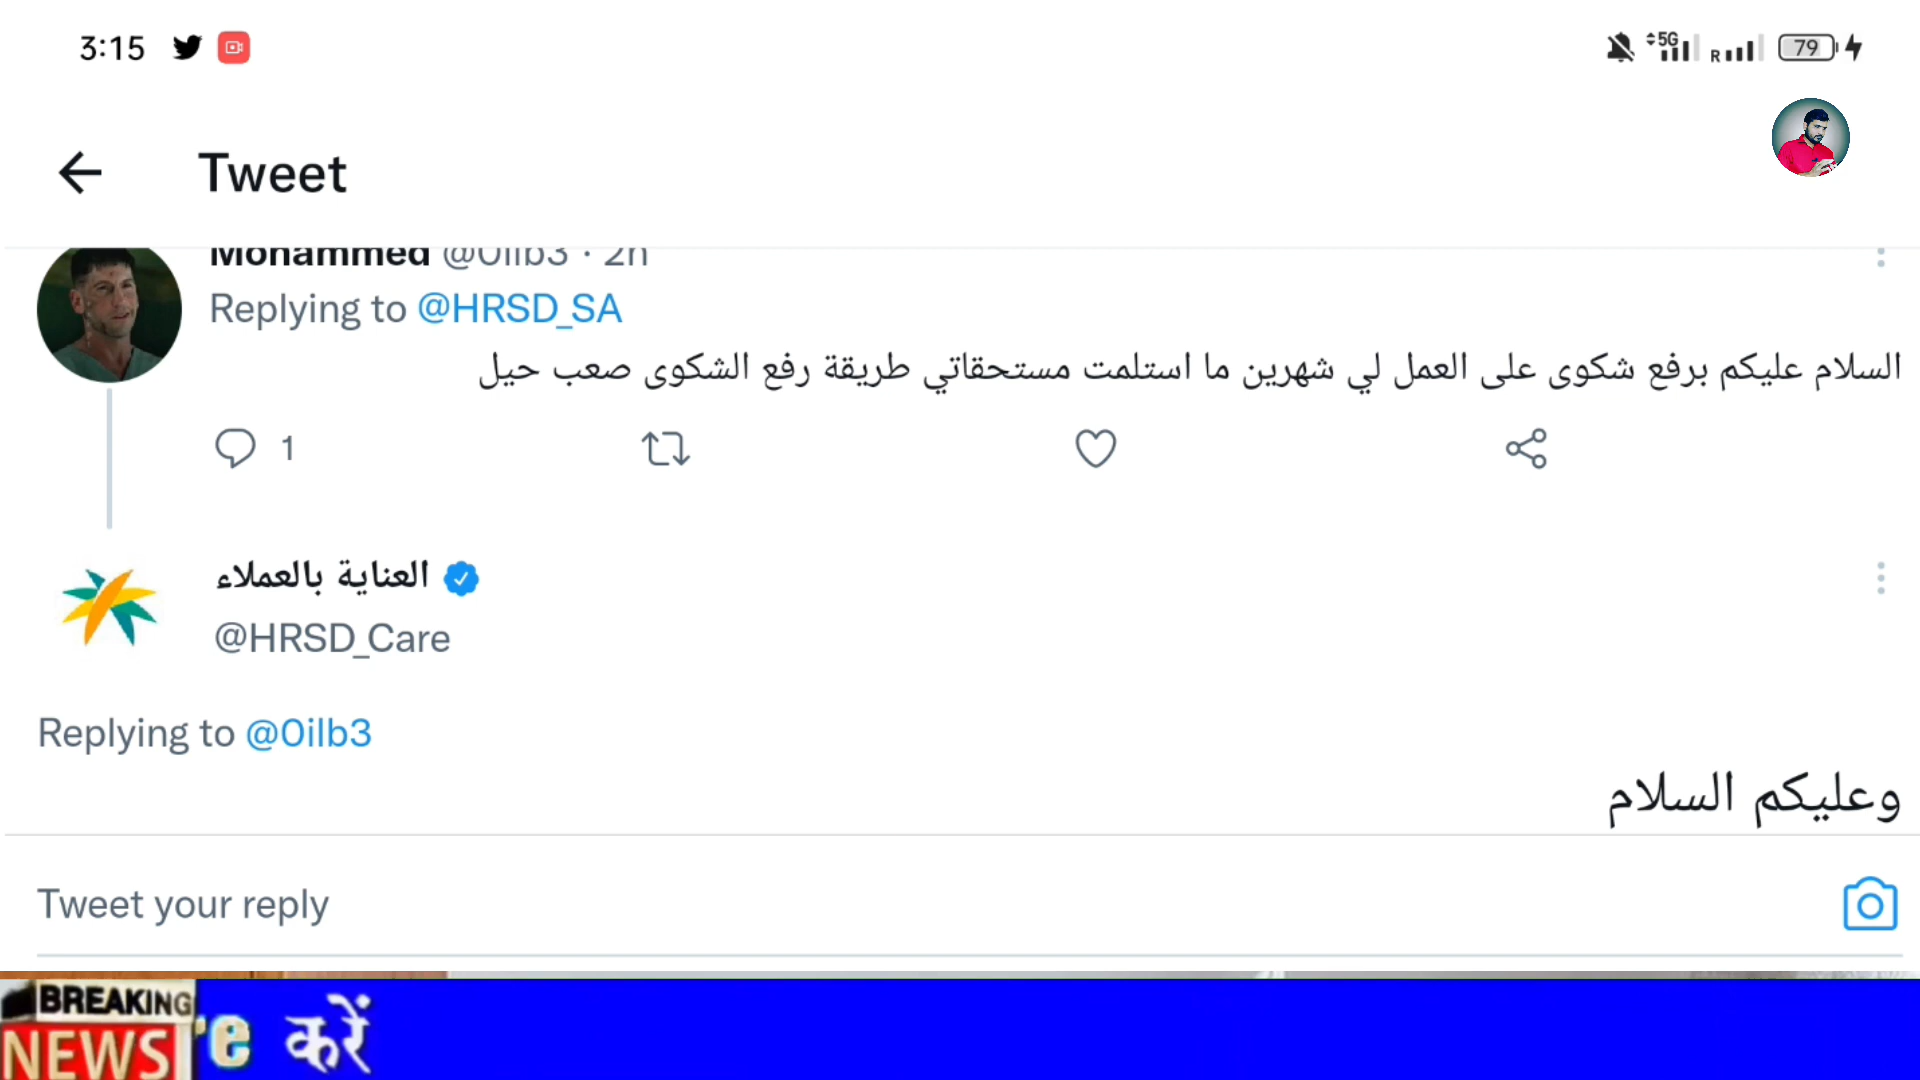 3:15
5G
R
79
Tweet
Mohammed @0ilb3 · 2h
Replying to @HRSD_SA
السلام عليكم برفع شكوى على العمل لي شهرين ما استلمت مستحقاتي طريقة رفع الشكوى صعب حيل
1
العناية بالعملاء
@HRSD_Care
Replying to @0ilb3
وعليكم السلام
Tweet your reply
BREAKING
NEWS
e करें